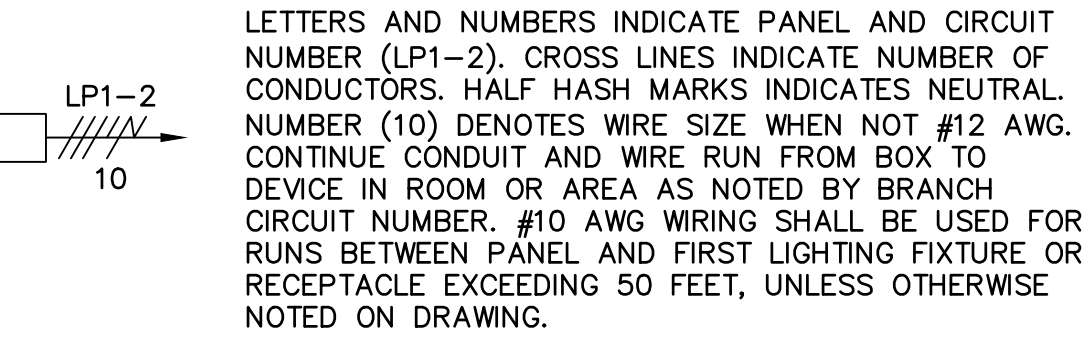 LP1-2
10
LETTERS AND NUMBERS INDICATE PANEL AND CIRCUIT
NUMBER (LP1-2). CROSS LINES INDICATE NUMBER OF
CONDUCTORS. HALF HASH MARKS INDICATES NEUTRAL.
NUMBER (10) DENOTES WIRE SIZE WHEN NOT #12 AWG.
CONTINUE CONDUIT AND WIRE RUN FROM BOX TO
DEVICE IN ROOM OR AREA AS NOTED BY BRANCH
CIRCUIT NUMBER. #10 AWG WIRING SHALL BE USED FOR
RUNS BETWEEN PANEL AND FIRST LIGHTING FIXTURE OR
RECEPTACLE EXCEEDING 50 FEET, UNLESS OTHERWISE
NOTED ON DRAWING.